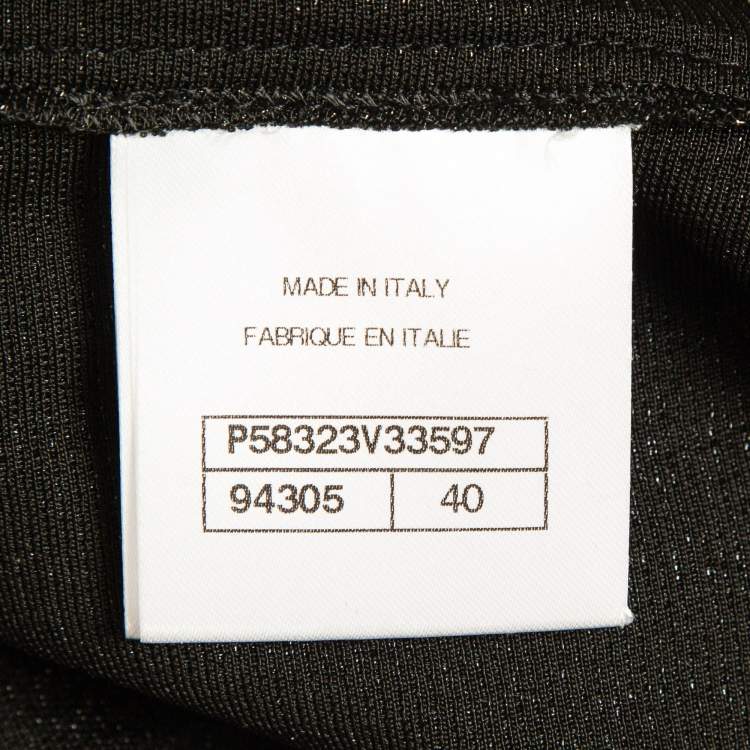 MADE IN ITALY
FABRIQUE EN ITALIE
P58323V33597
94305 40